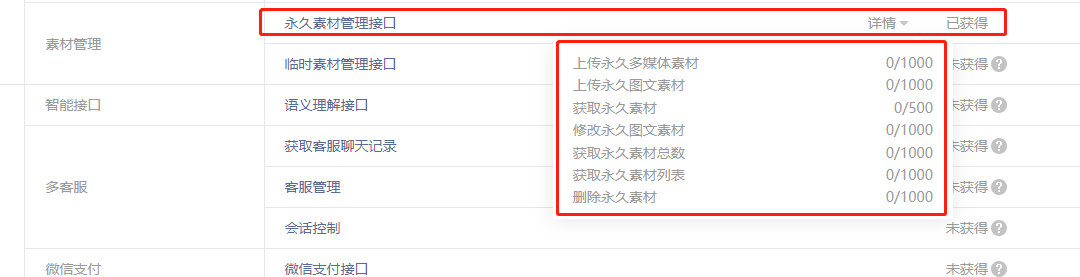 素材管理
永久素材管理接口
详情
已获得
上传永久多媒体素材 0/1000
上传永久图文素材 0/1000
获取永久素材 0/500
修改永久图文素材 0/1000
获取永久素材总数 0/1000
获取永久素材列表 0/1000
删除永久素材 0/1000
临时素材管理接口
未获得 ?
智能接口
语义理解接口
未获得 ?
多客服
获取客服聊天记录
未获得 ?
客服管理
未获得 ?
会话控制
未获得 ?
微信支付
微信支付接口
未获得 ?